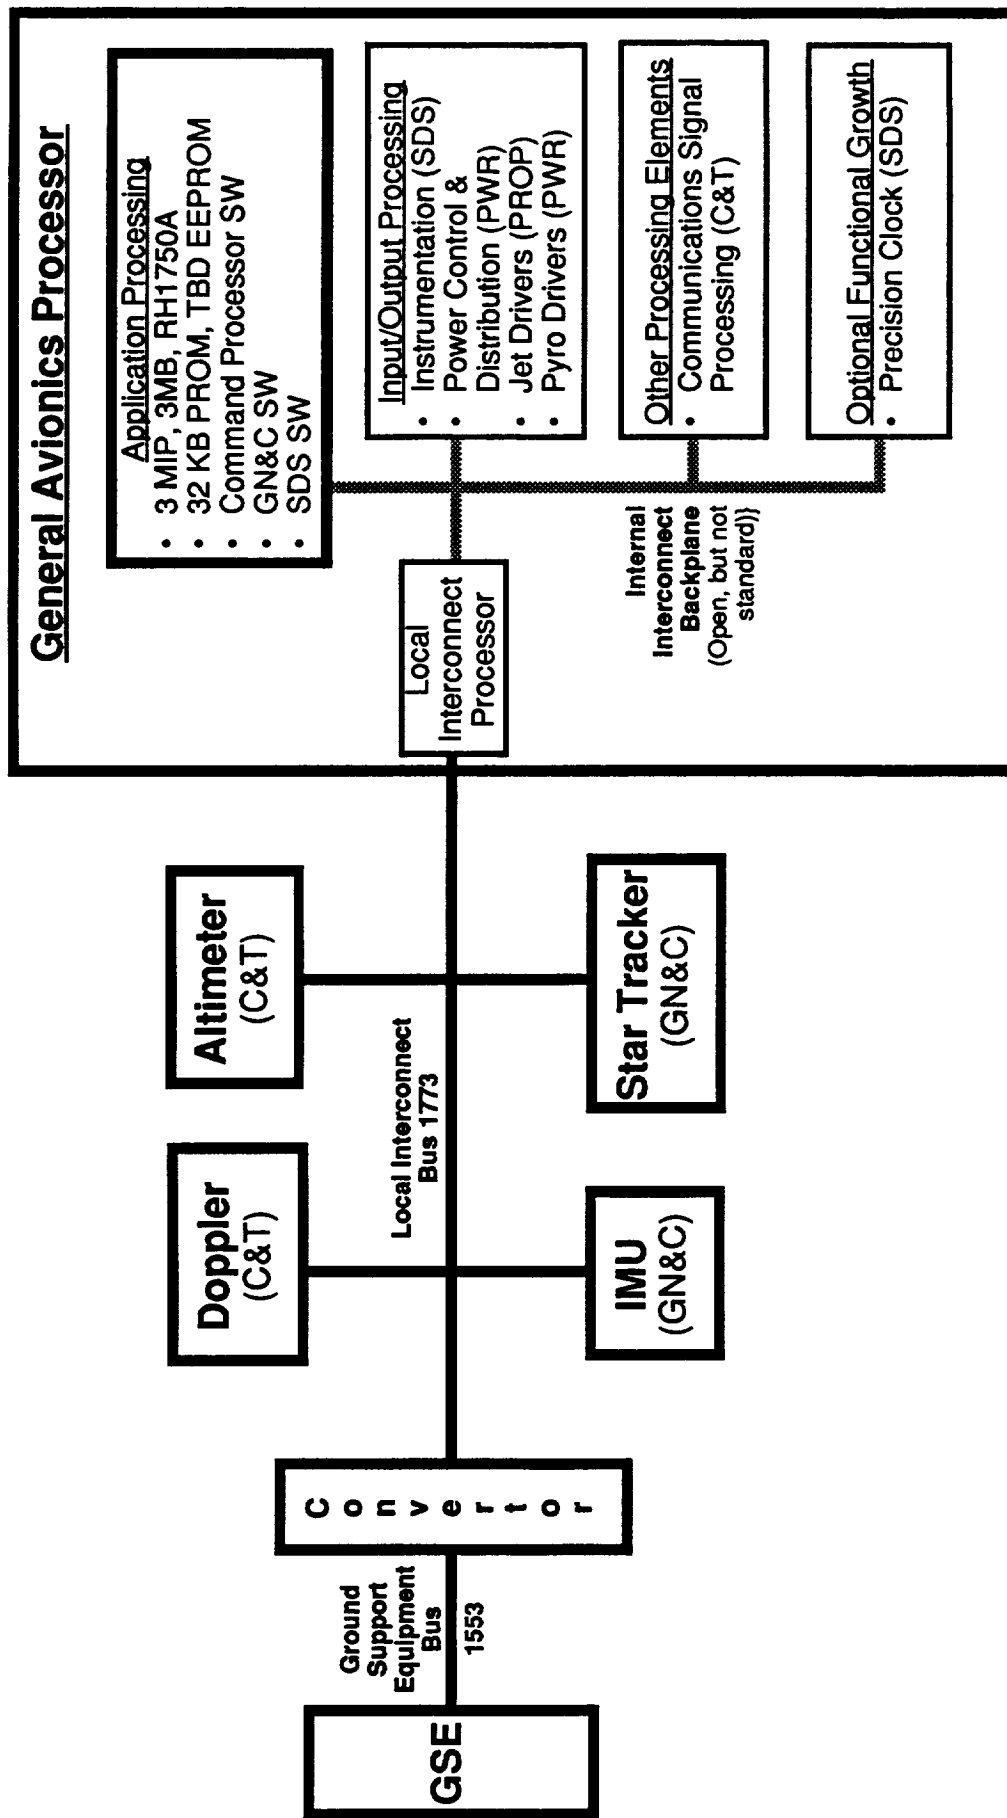 General Avionics Processor
Application Processing
• 3 MIP, 3MB, RH1750A
• 32 KB PROM, TBD EEPROM
• Command Processor SW
• GN&C SW
• SDS SW
Input/Output Processing
• Instrumentation (SDS)
• Power Control &
Distribution (PWR)
• Jet Drivers (PROP)
• Pyro Drivers (PWR)
Other Processing Elements
• Communications Signal
Processing (C&T)
Optional Functional Growth
• Precision Clock (SDS)
Local
Interconnect
Processor
Internal
Interconnect
Backplane
(Open, but not
standard)}
Altimeter
(C&T)
Doppler
(C&T)
Local Interconnect
Bus 1773
Star Tracker
(GN&C)
IMU
(GN&C)
Convertor
Ground
Support
Equipment
Bus
1553
GSE